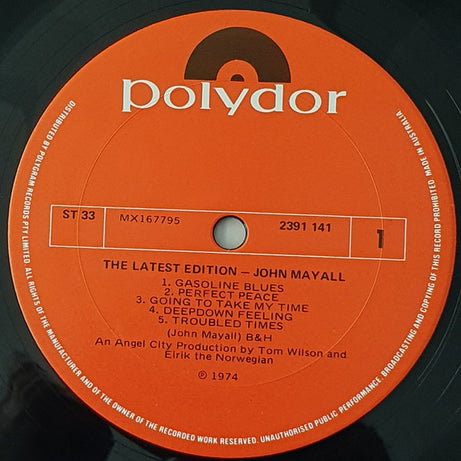 polydor
ST 33
MX167795
2391 141
1
THE LATEST EDITION — JOHN MAYALL
1. GASOLINE BLUES
2. PERFECT PEACE
3. GOING TO TAKE MY TIME
4. DEEPDOWN FEELING
5. TROUBLED TIMES
(John Mayall) B&H
An Angel City Production by Tom Wilson and
Eirik the Norwegian
℗ 1974
DISTRIBUTED BY POLYGRAM RECORDS PTY LIMITED ALL RIGHTS OF THE MANUFACTURER AND OF THE OWNER OF THE RECORDED WORK RESERVED. UNAUTHORISED PUBLIC PERFORMANCE, BROADCASTING AND COPYING OF THIS RECORD PROHIBITED MADE IN AUSTRALIA